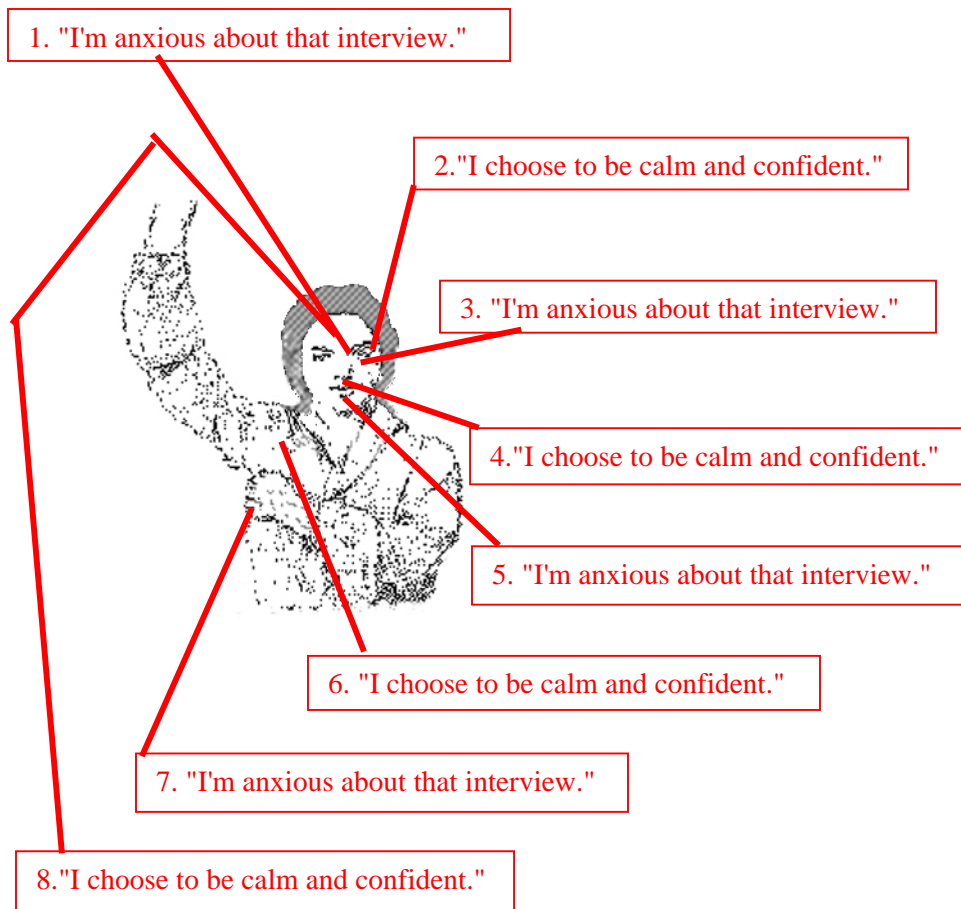 1. "I'm anxious about that interview."
2."I choose to be calm and confident."
3. "I'm anxious about that interview."
4."I choose to be calm and confident."
5. "I'm anxious about that interview."
6. "I choose to be calm and confident."
7. "I'm anxious about that interview."
8."I choose to be calm and confident."